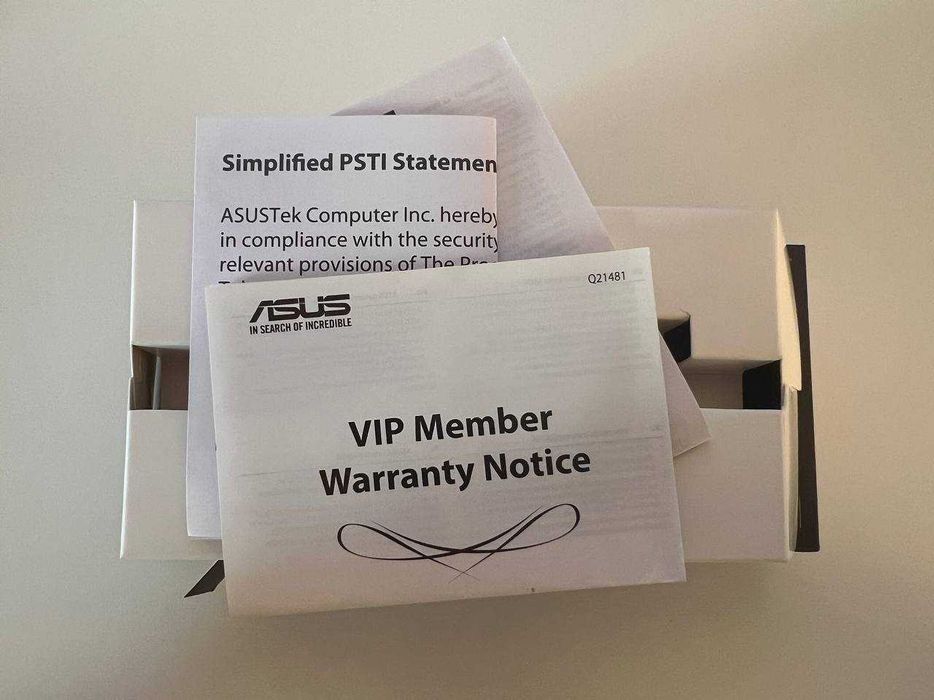 Simplified PSTI Statemen
ASUSTek Computer Inc. hereby
in compliance with the security
relevant provisions of The Pro
Q21481
ASUS
IN SEARCH OF INCREDIBLE
VIP Member
Warranty Notice